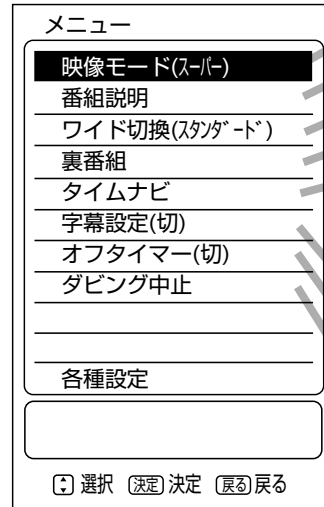 メニュー
映像モード(ｽｰﾊﾟｰ)
番組説明
ワイド切換(ｽﾀﾝﾀﾞｰﾄﾞ)
裏番組
タイムナビ
字幕設定(切)
オフタイマー(切)
ダビング中止
各種設定
選択 決定 決定 戻る 戻る